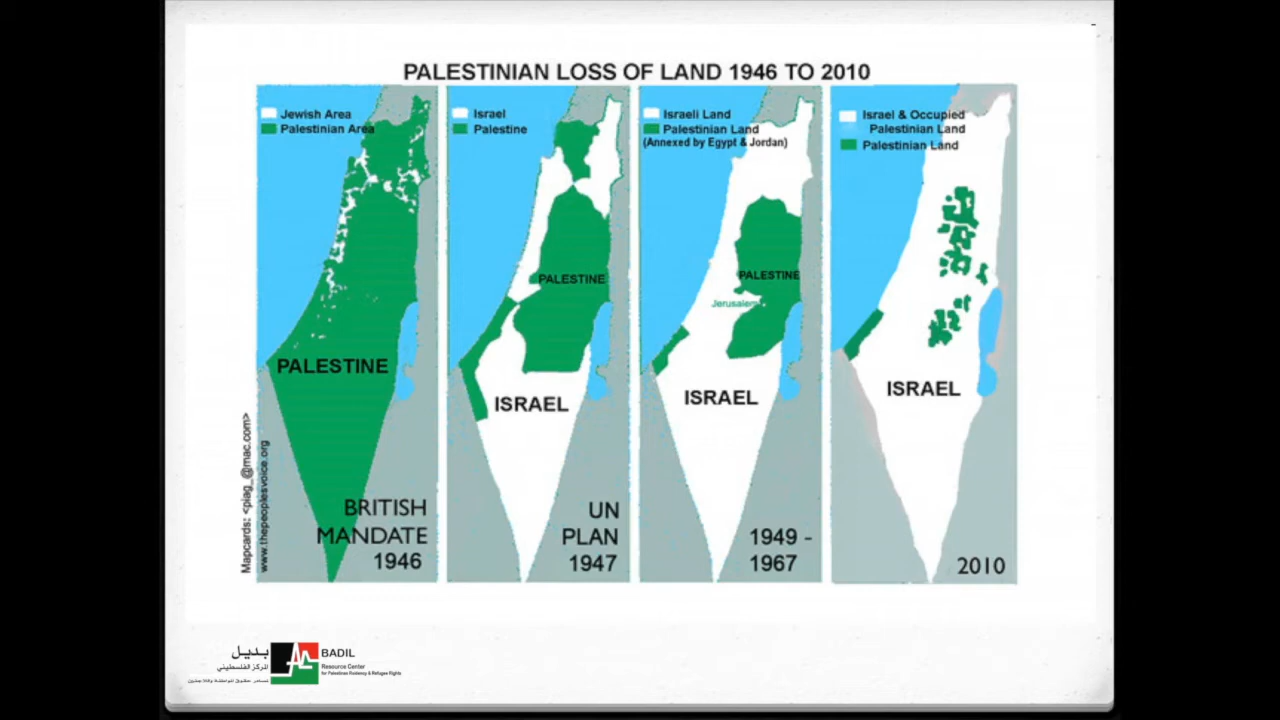 PALESTINIAN LOSS OF LAND 1946 TO 2010
Jewish Area
Palestinian Area
PALESTINE
BRITISH
MANDATE
1946
Mapcards: <piag_@mac.com>
www.thepeoplesvoice.org
Israel
Palestine
PALESTINE
ISRAEL
UN
PLAN
1947
Israeli Land
Palestinian Land
(Annexed by Egypt & Jordan)
PALESTINE
Jerusalem
ISRAEL
1949 -
1967
Israel & Occupied
Palestinian Land
Palestinian Land
ISRAEL
2010
بديل
المركز الفلسطيني
BADIL
Resource Center
for Palestinian Residency & Refugee Rights